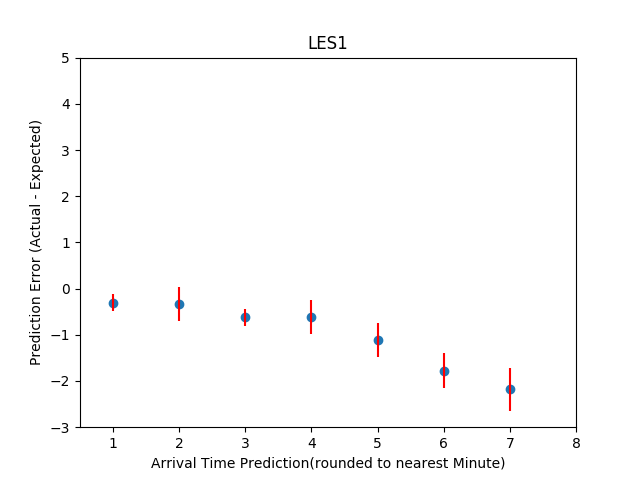 LES1
Prediction Error (Actual - Expected)
5
4
3
2
1
0
−1
−2
−3
1 2 3 4 5 6 7 8
Arrival Time Prediction(rounded to nearest Minute)